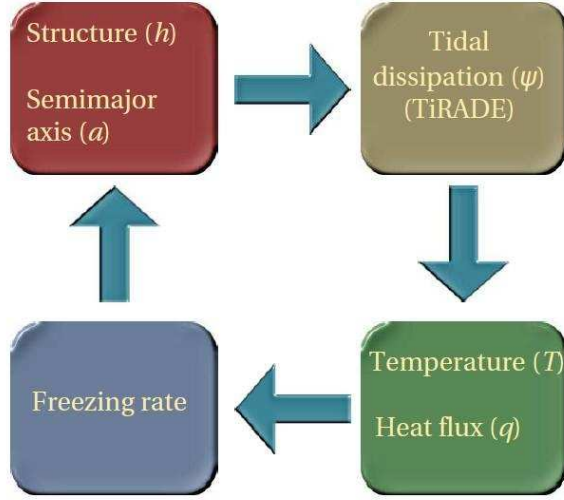 Structure (h)
Semimajor
axis (a)
Tidal
dissipation (ψ)
(TiRADE)
Freezing rate
Temperature (T)
Heat flux (q)